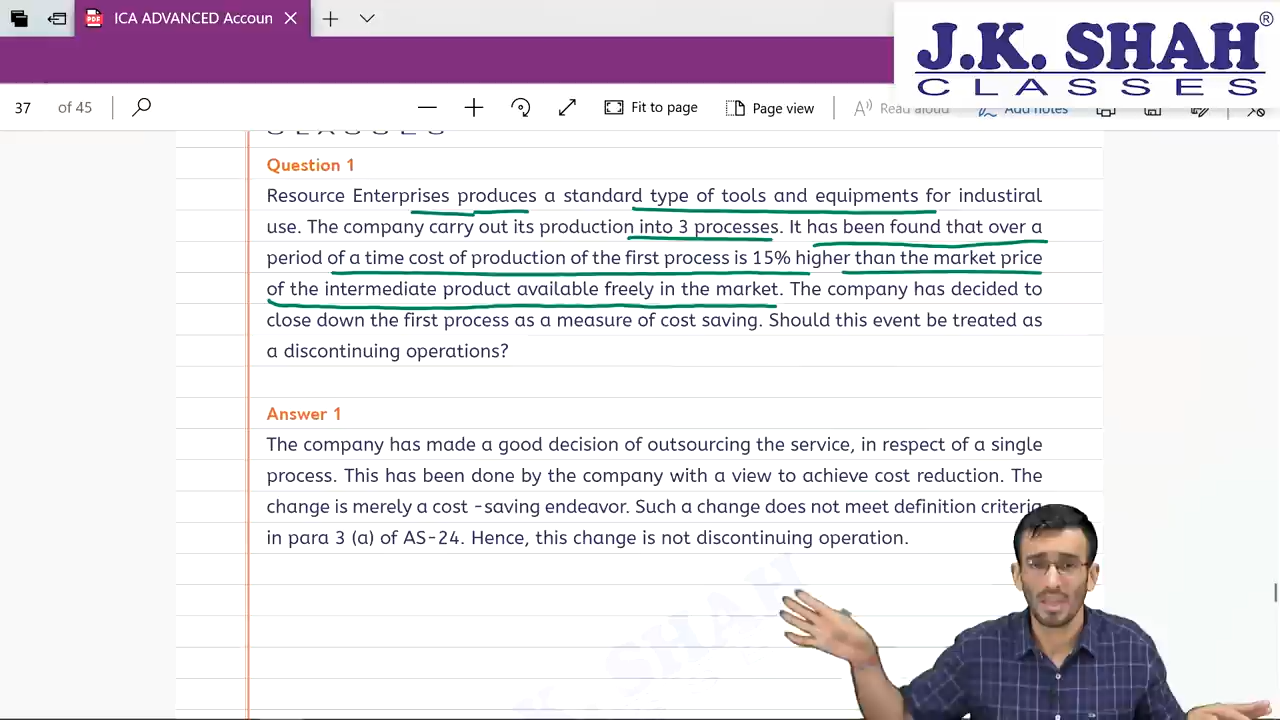 ICA ADVANCED Accoun
J.K. SHAH®
CLASSES
37 of 45
Fit to page
Page view
Read aloud
Add notes
CLASSES
Question 1
Resource Enterprises produces a standard type of tools and equipments for industiral
use. The company carry out its production into 3 processes. It has been found that over a
period of a time cost of production of the first process is 15% higher than the market price
of the intermediate product available freely in the market. The company has decided to
close down the first process as a measure of cost saving. Should this event be treated as
a discontinuing operations?
Answer 1
The company has made a good decision of outsourcing the service, in respect of a single
process. This has been done by the company with a view to achieve cost reduction. The
change is merely a cost -saving endeavor. Such a change does not meet definition criteria
in para 3 (a) of AS-24. Hence, this change is not discontinuing operation.
K. SHAH